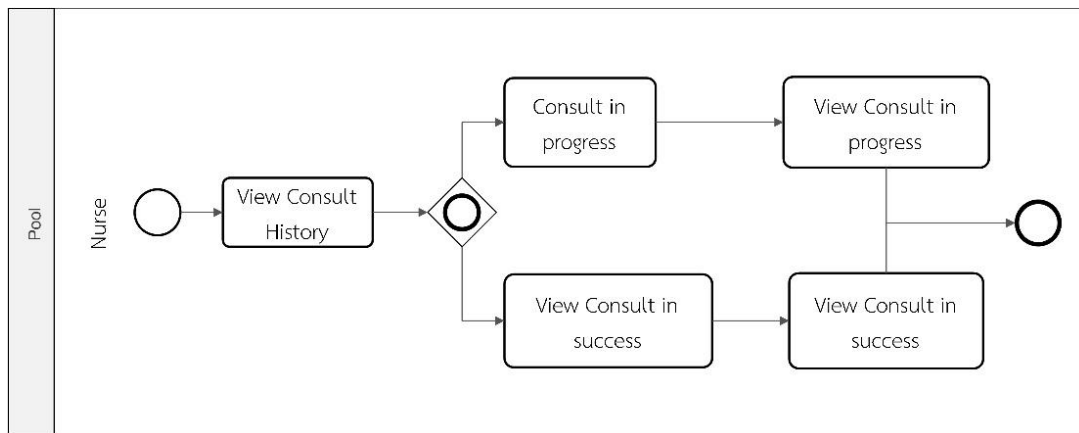 Pool
Nurse
View Consult
History
Consult in
progress
View Consult in
progress
View Consult in
success
View Consult in
success